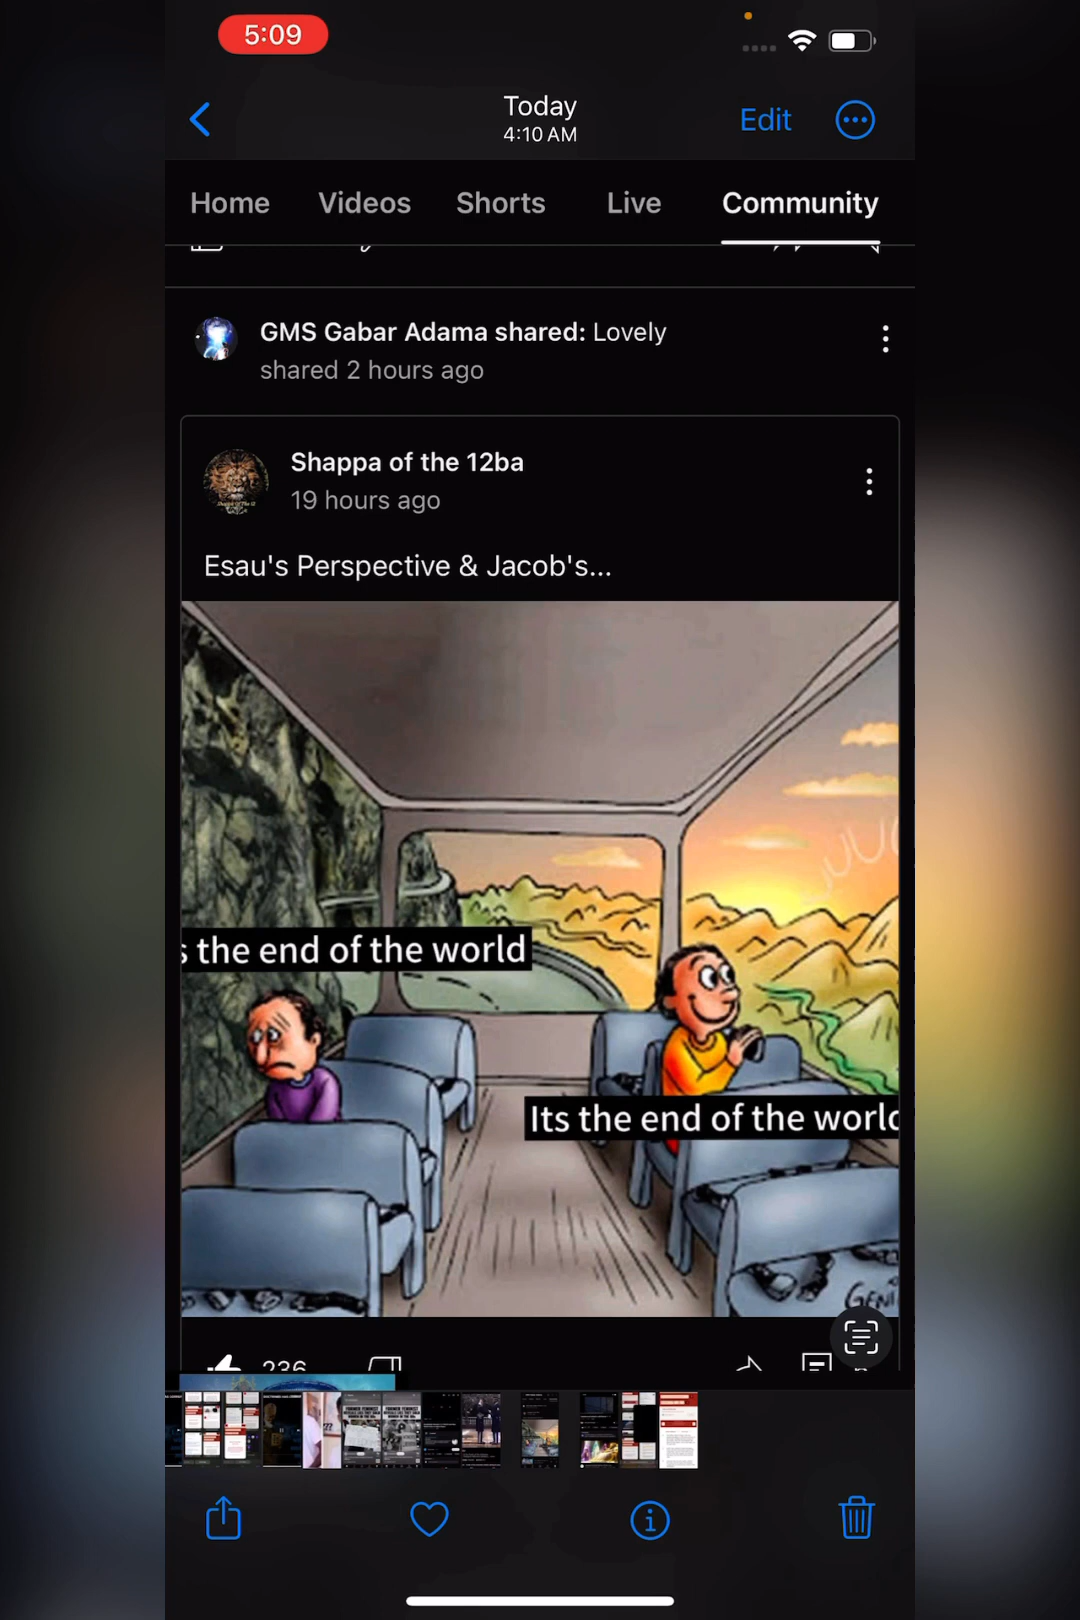 5:09
Today
4:10 AM
Edit
Home Videos Shorts Live Community
GMS Gabar Adama shared: Lovely
shared 2 hours ago
Shappa of the 12ba
19 hours ago
Esau's Perspective & Jacob's...
s the end of the world
Its the end of the world
GENI
236